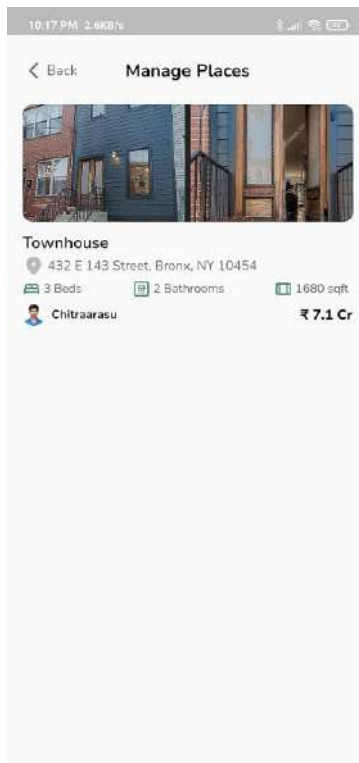 10:17 PM 2.6KB/s
Back Manage Places
Townhouse
432 E 143 Street, Bronx, NY 10454
3 Beds 2 Bathrooms 1680 sqft
Chitraarasu ₹ 7.1 Cr